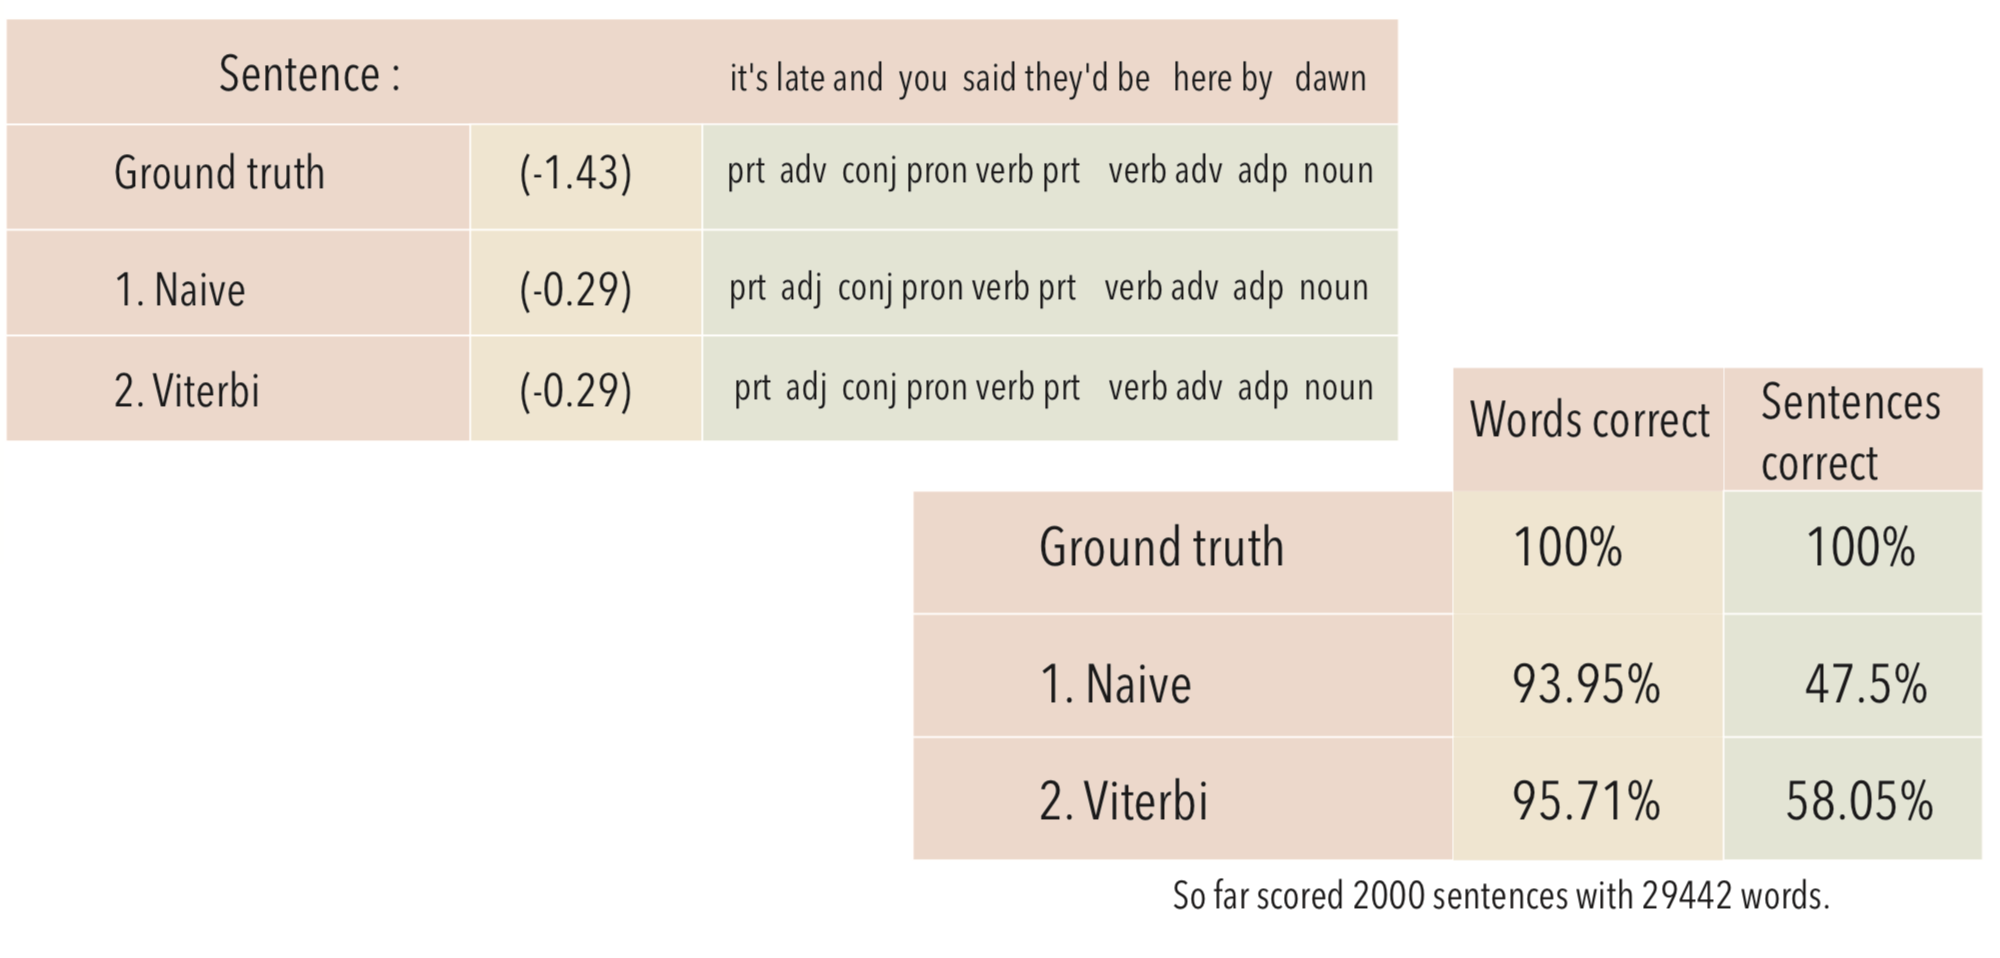 Sentence : it's late and you said they'd be here by dawn
Ground truth (-1.43) prt adv conj pron verb prt verb adv adp noun
1. Naive (-0.29) prt adj conj pron verb prt verb adv adp noun
2. Viterbi (-0.29) prt adj conj pron verb prt verb adv adp noun
Words correct Sentences
correct
Ground truth 100% 100%
1. Naive 93.95% 47.5%
2. Viterbi 95.71% 58.05%
So far scored 2000 sentences with 29442 words.